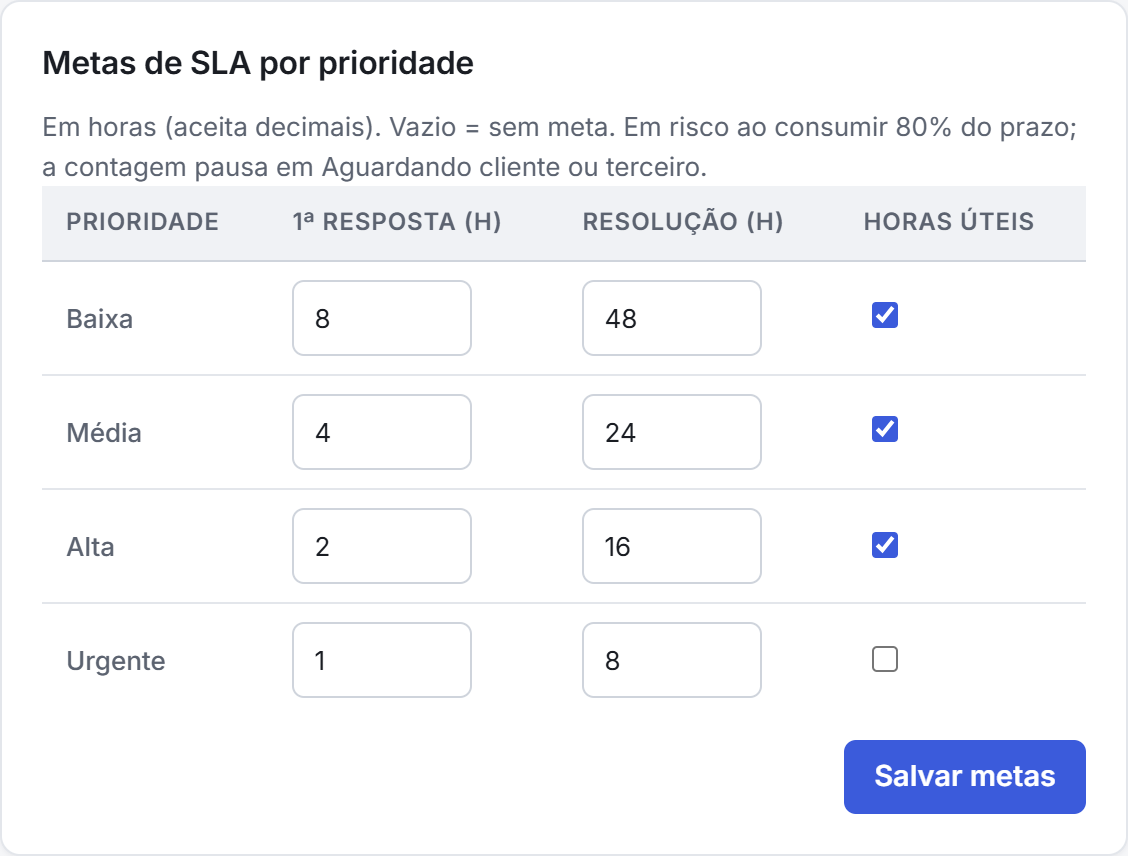 Metas de SLA por prioridade
Em horas (aceita decimais). Vazio = sem meta. Em risco ao consumir 80% do prazo;
a contagem pausa em Aguardando cliente ou terceiro.
PRIORIDADE 1ª RESPOSTA (H) RESOLUÇÃO (H) HORAS ÚTEIS
Baixa 8 48
Média 4 24
Alta 2 16
Urgente 1 8
Salvar metas